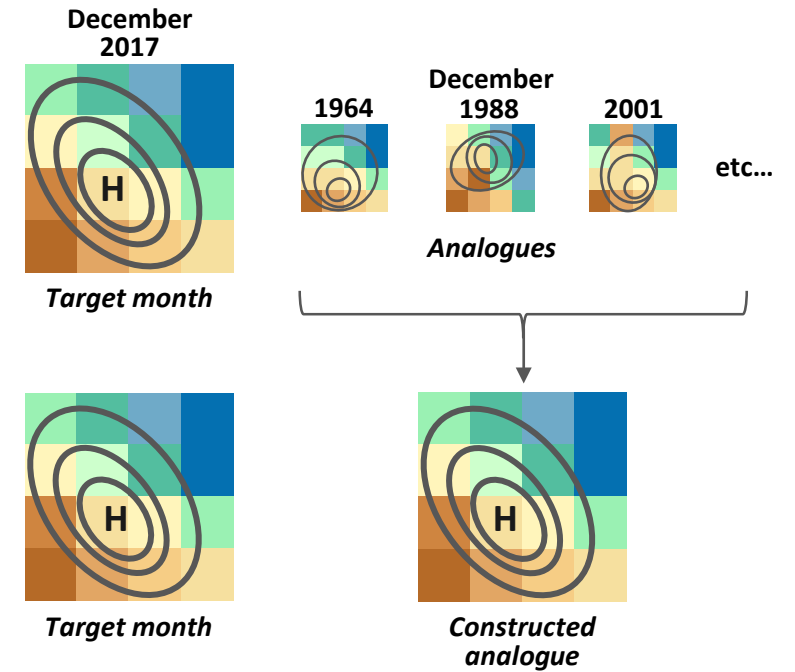 December
2017
H
Target month
1964
December
1988
2001
etc...
Analogues
H
Target month
H
Constructed
analogue